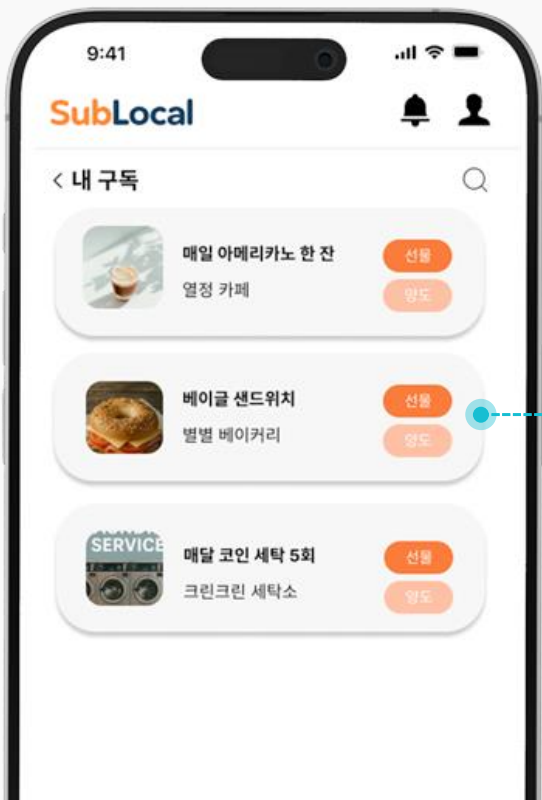 9:41
SubLocal
< 내 구독
매일 아메리카노 한 잔
선물
열정 카페
양도
베이글 샌드위치
선물
별별 베이커리
양도
SERVICE
매달 코인 세탁 5회
선물
크린크린 세탁소
양도